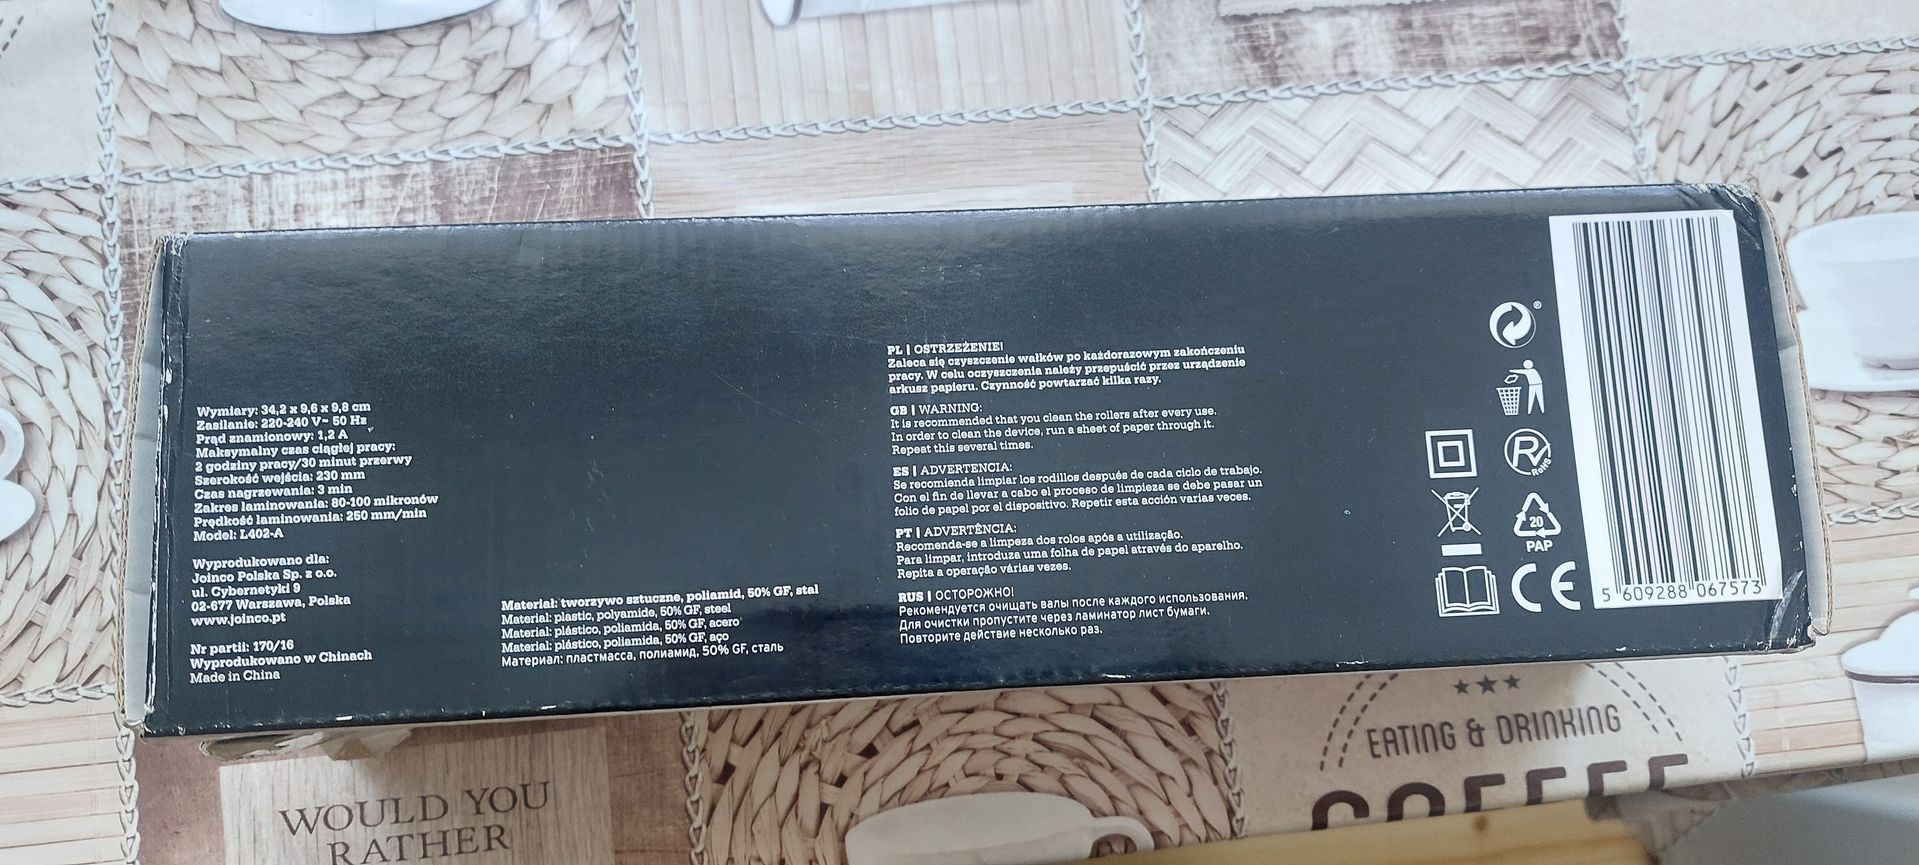 Wymiary: 34,2 x 9,6 x 9,8 cm
Zasilanie: 220-240 V~ 50 Hz
Prąd znamionowy: 1,2 A
Maksymalny czas ciągłej pracy:
2 godziny pracy/30 minut przerwy
Szerokość wejścia: 230 mm
Czas nagrzewania: 3 min
Zakres laminowania: 80-100 mikronów
Prędkość laminowania: 250 mm/min
Model: L402-A
Wyprodukowano dla:
Joinco Polska Sp. z o.o.
ul. Cybernetyki 9
02-677 Warszawa, Polska
www.joinco.pt
Nr partii: 170/16
Wyprodukowano w Chinach
Made in China
Materiał: tworzywo sztuczne, poliamid, 50% GF, stal
Material: plastic, polyamide, 50% GF, steel
Material: plástico, poliamida, 50% GF, acero
Material: plástico, poliamida, 50% GF, aço
Материал: пластмасса, полиамид, 50% GF, сталь
PL | OSTRZEŻENIE!
Zaleca się czyszczenie wałków po każdorazowym zakończeniu
pracy. W celu oczyszczenia należy przepuścić przez urządzenie
arkusz papieru. Czynność powtarzać kilka razy.
GB | WARNING:
It is recommended that you clean the rollers after every use.
In order to clean the device, run a sheet of paper through it.
Repeat this several times.
ES | ADVERTENCIA:
Se recomienda limpiar los rodillos después de cada ciclo de trabajo.
Con el fin de llevar a cabo el proceso de limpieza se debe pasar un
folio de papel por el dispositivo. Repetir esta acción varias veces.
PT | ADVERTÊNCIA:
Recomenda-se a limpeza dos rolos após a utilização.
Para limpar, introduza uma folha de papel através do aparelho.
Repita a operação várias vezes.
RUS | ОСТОРОЖНО!
Рекомендуется очищать валы после каждого использования.
Для очистки пропустите через ламинатор лист бумаги.
Повторите действие несколько раз.
®
R
RoHS
20
PAP
CE
5 609288 067573
EATING & DRINKING
COFFEE
WOULD YOU
RATHER